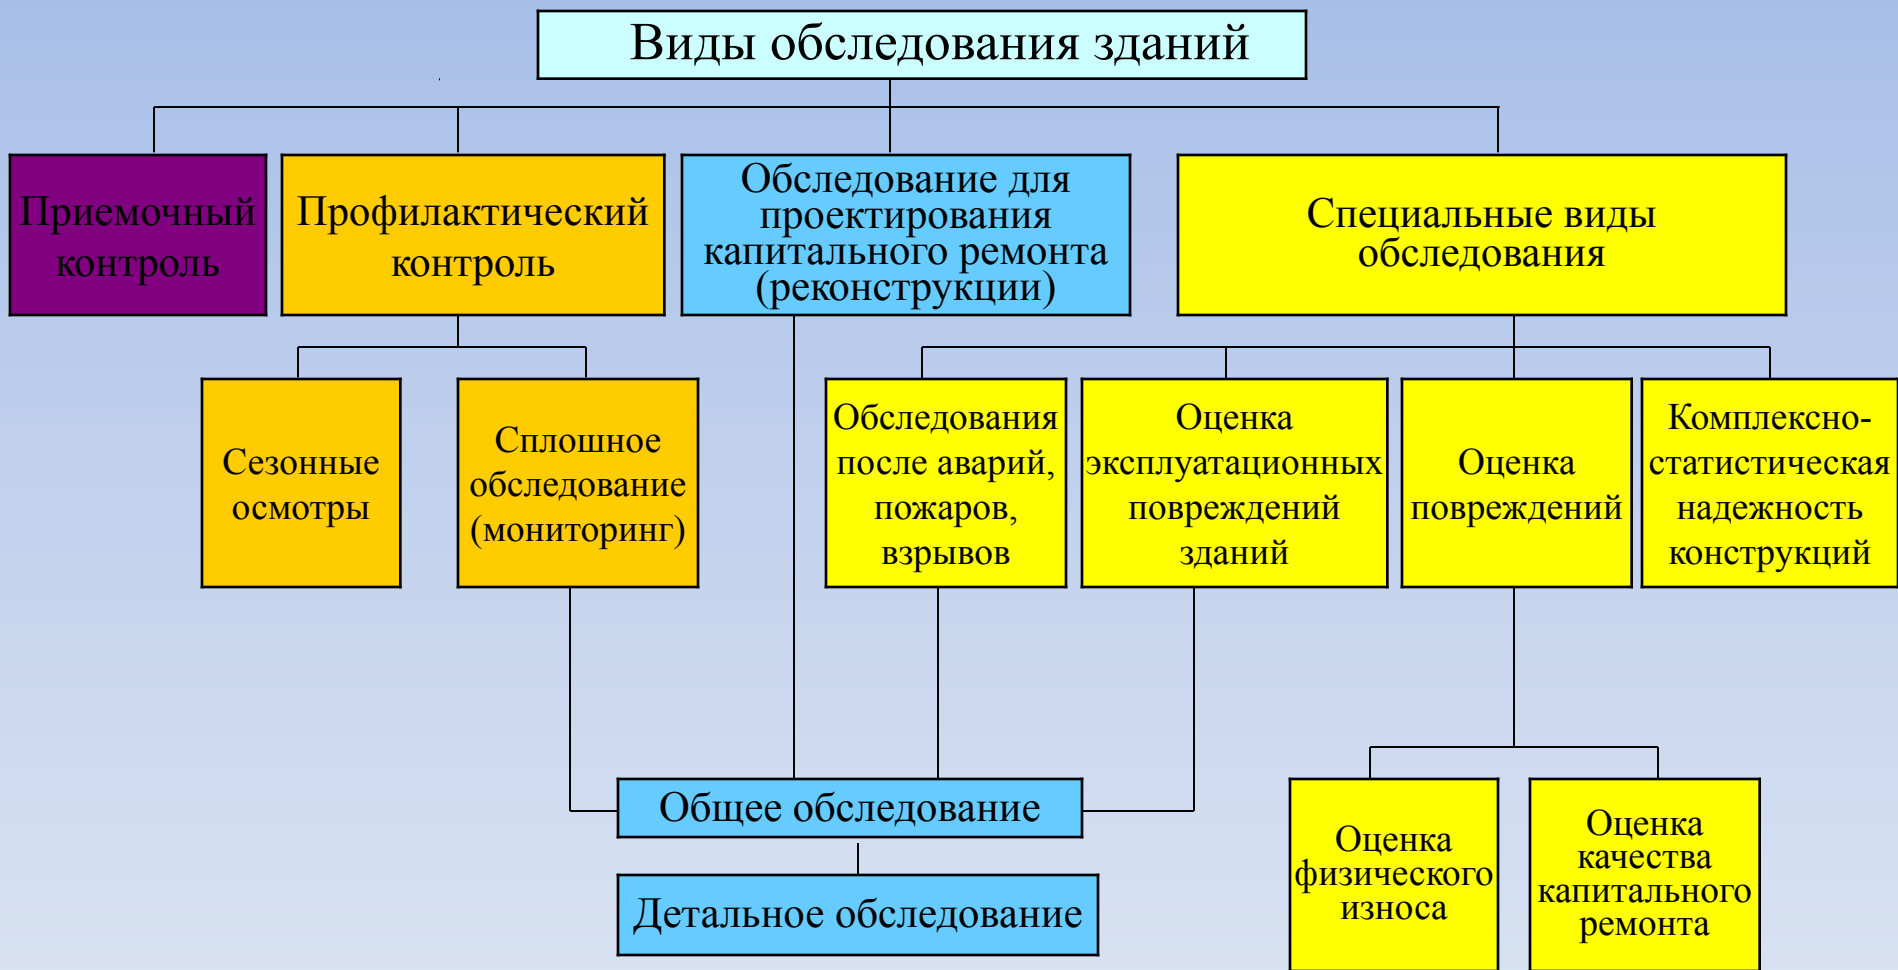 Виды обследования зданий
Приемочный
контроль
Профилактический
контроль
Обследование для
проектирования
капитального ремонта
(реконструкции)
Специальные виды
обследования
Сезонные
осмотры
Сплошное
обследование
(мониторинг)
Обследования
после аварий,
пожаров,
взрывов
Оценка
эксплуатационных
повреждений
зданий
Оценка
повреждений
Комплексно-
статистическая
надежность
конструкций
Общее обследование
Детальное обследование
Оценка
физического
износа
Оценка
качества
капитального
ремонта